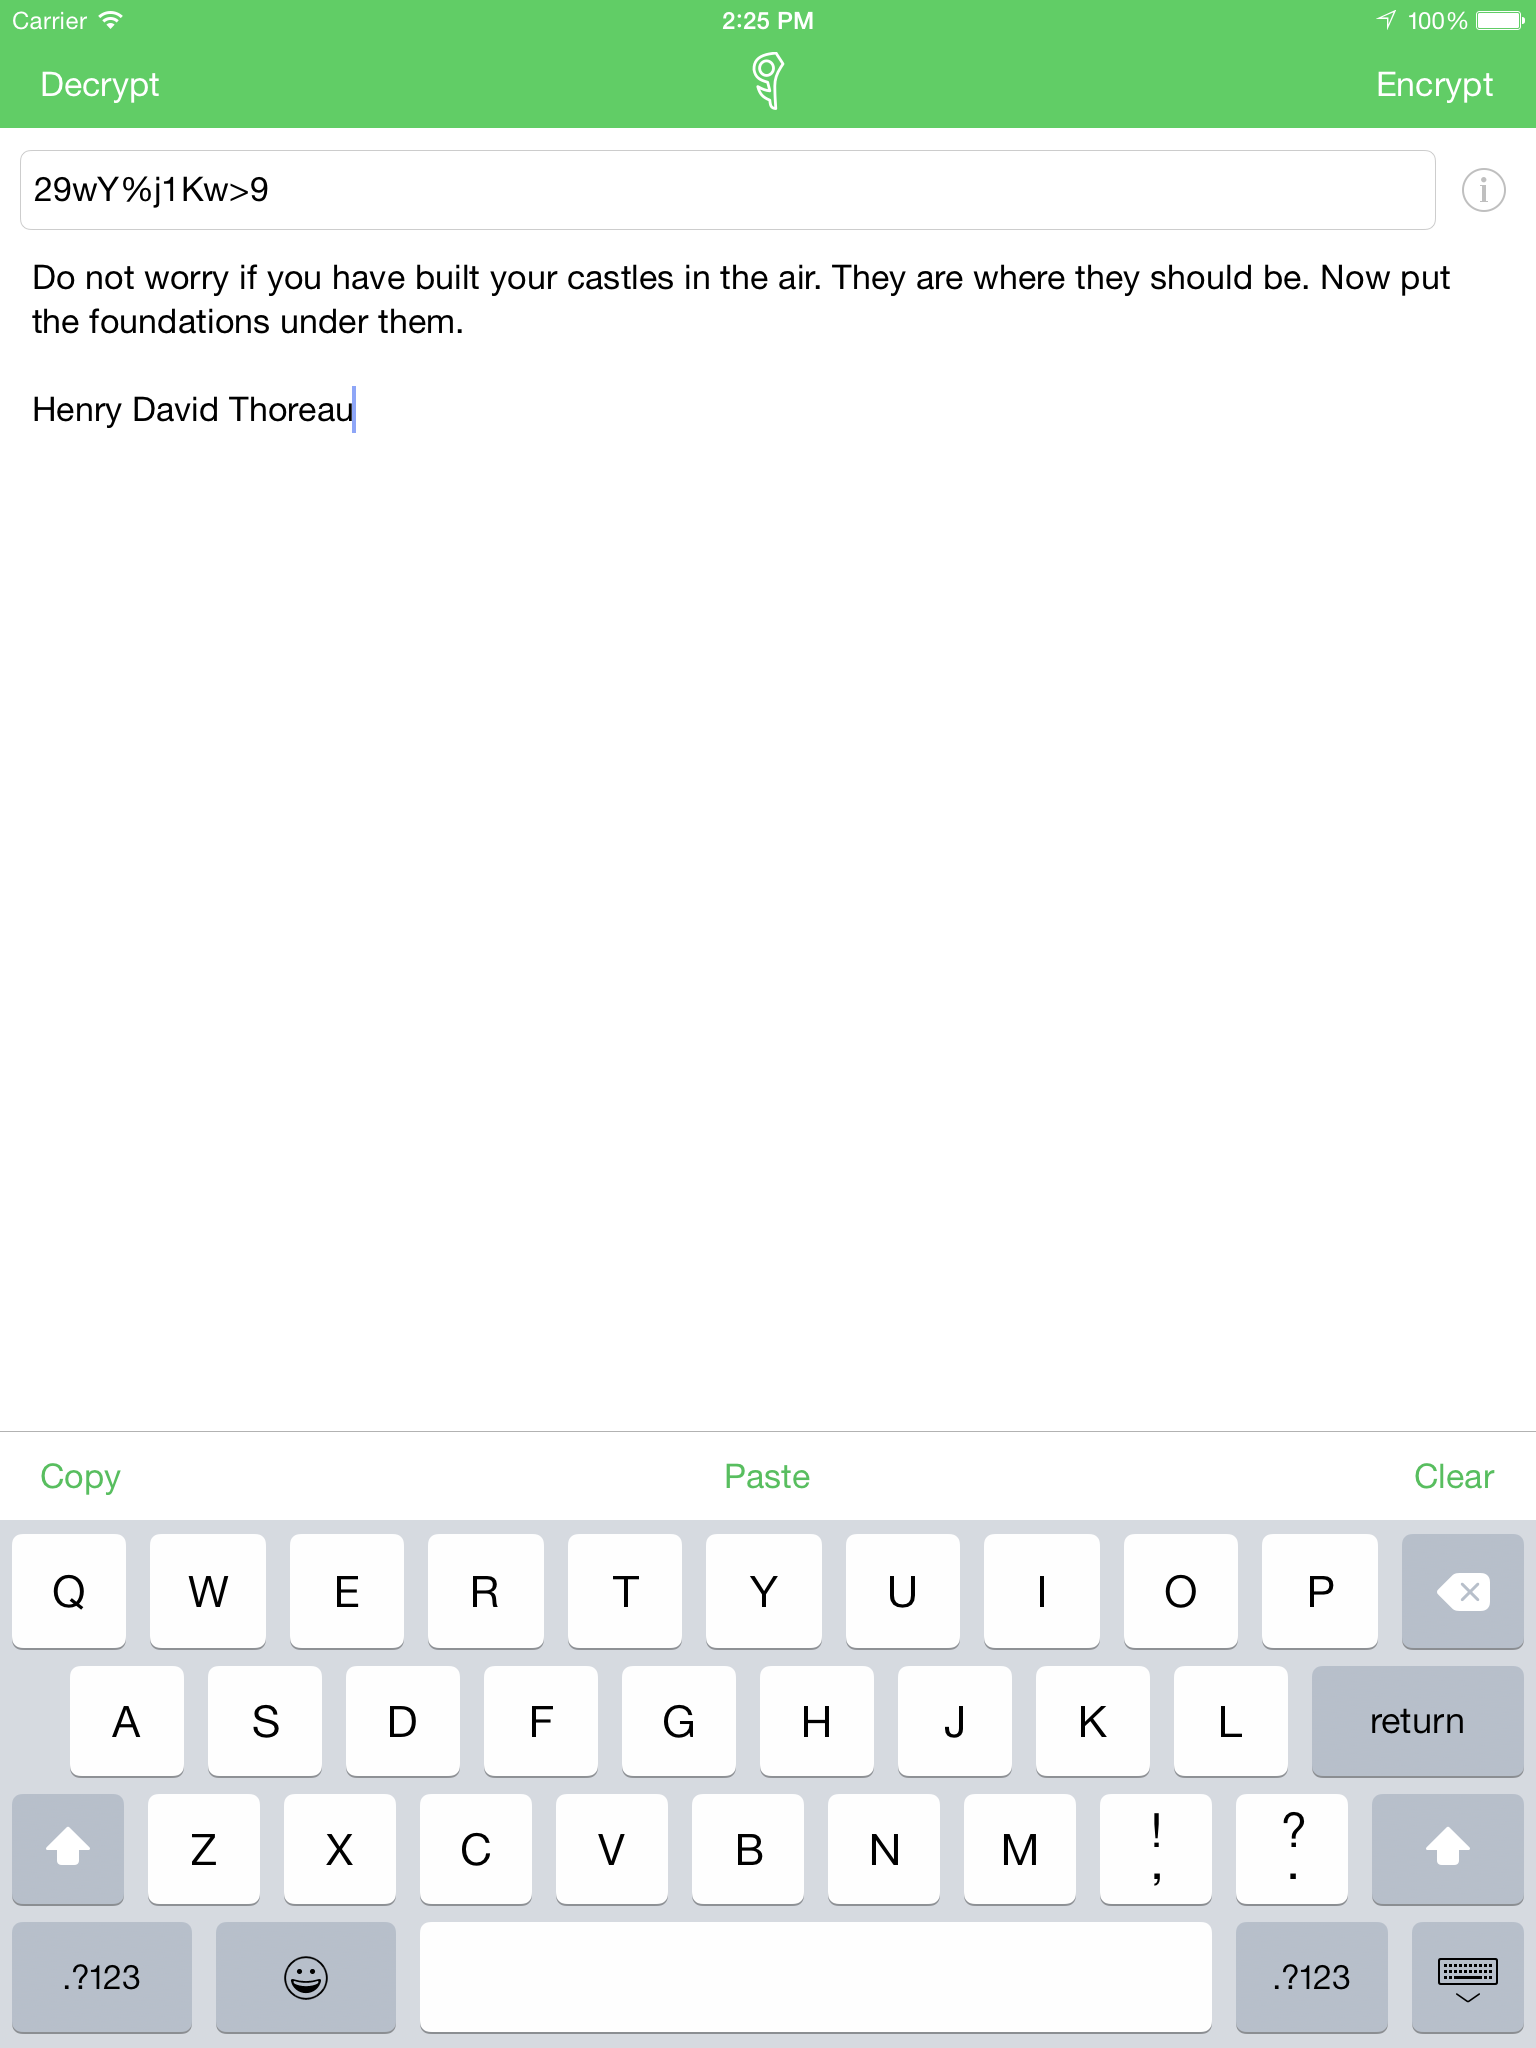 Carrier 2:25 PM 100%
Decrypt Encrypt
29wY%j1Kw>9
Do not worry if you have built your castles in the air. They are where they should be. Now put
the foundations under them.
Henry David Thoreau
Copy Paste Clear
Q W E R T Y U I O P
A S D F G H J K L return
Z X C V B N M ! , ? .
.?123 .?123